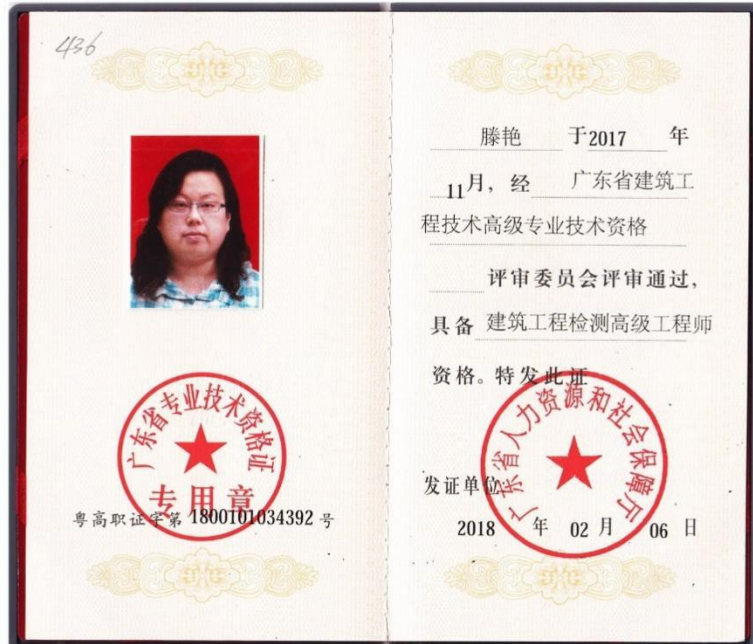 436
广东省专业技术资格证
专用章
粤高职证字第 1800101034392 号
滕艳 于2017 年
11月，经 广东省建筑工
程技术高级专业技术资格
评审委员会评审通过，
具备 建筑工程检测高级工程师
资格。特发此证
广东省人力资源和社会保障厅
发证单位
2018 年 02 月 06 日